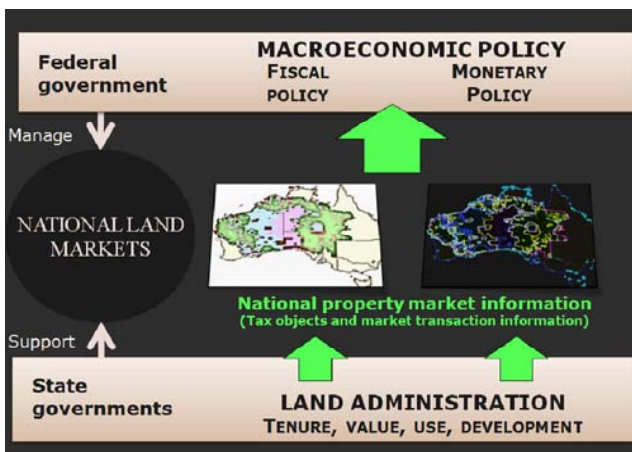 Federal government
MACROECONOMIC POLICY
FISCAL POLICY
MONETARY POLICY
Manage
NATIONAL LAND MARKETS
National property market information
(Tax objects and market transaction information)
Support
State governments
LAND ADMINISTRATION
TENURE, VALUE, USE, DEVELOPMENT